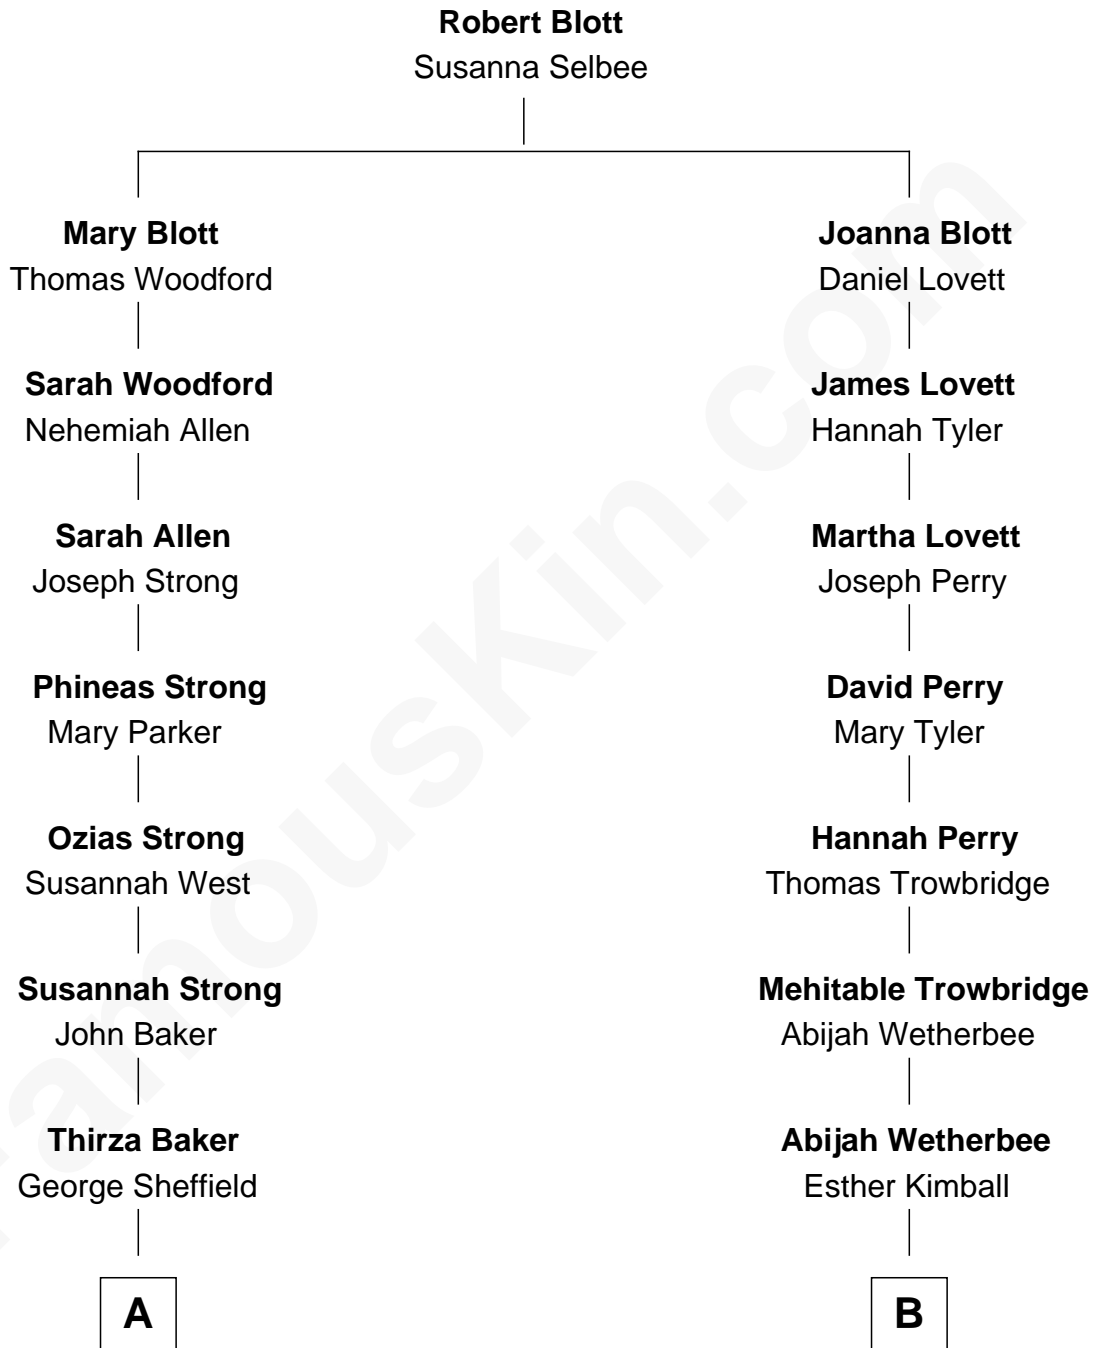 Robert Blott
Susanna Selbee
Mary Blott
Thomas Woodford
Sarah Woodford
Nehemiah Allen
Sarah Allen
Joseph Strong
Phineas Strong
Mary Parker
Ozias Strong
Susannah West
Susannah Strong
John Baker
Thirza Baker
George Sheffield
A
Joanna Blott
Daniel Lovett
James Lovett
Hannah Tyler
Martha Lovett
Joseph Perry
David Perry
Mary Tyler
Hannah Perry
Thomas Trowbridge
Mehitable Trowbridge
Abijah Wetherbee
Abijah Wetherbee
Esther Kimball
B
FamousKin.com